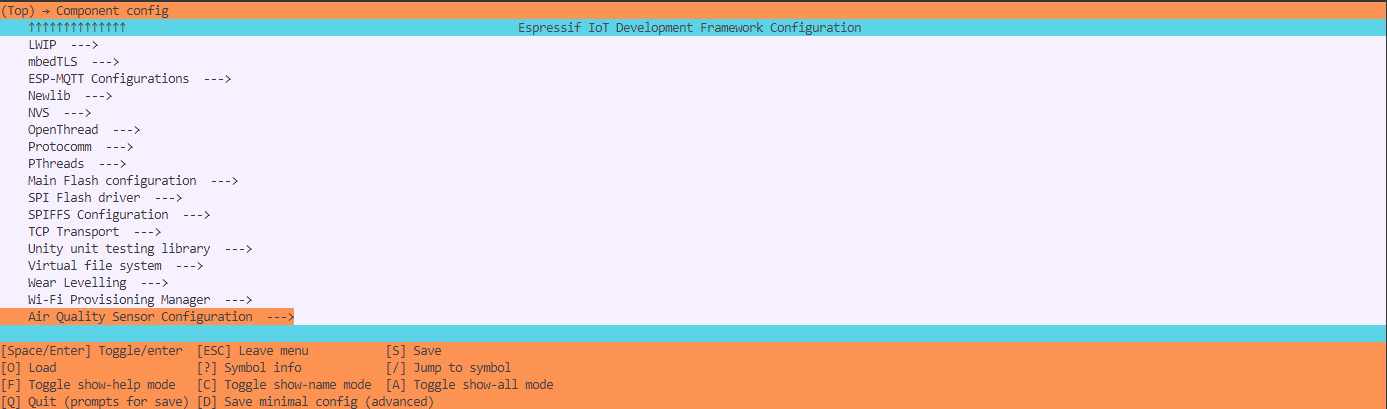 (Top) → Component config
↑↑↑↑↑↑↑↑↑↑↑↑↑↑ Espressif IoT Development Framework Configuration
LWIP --->
mbedTLS --->
ESP-MQTT Configurations --->
Newlib --->
NVS --->
OpenThread --->
Protocomm --->
PThreads --->
Main Flash configuration --->
SPI Flash driver --->
SPIFFS Configuration --->
TCP Transport --->
Unity unit testing library --->
Virtual file system --->
Wear Levelling --->
Wi-Fi Provisioning Manager --->
Air Quality Sensor Configuration --->
[Space/Enter] Toggle/enter [ESC] Leave menu [S] Save
[O] Load [?] Symbol info [/] Jump to symbol
[F] Toggle show-help mode [C] Toggle show-name mode [A] Toggle show-all mode
[Q] Quit (prompts for save) [D] Save minimal config (advanced)